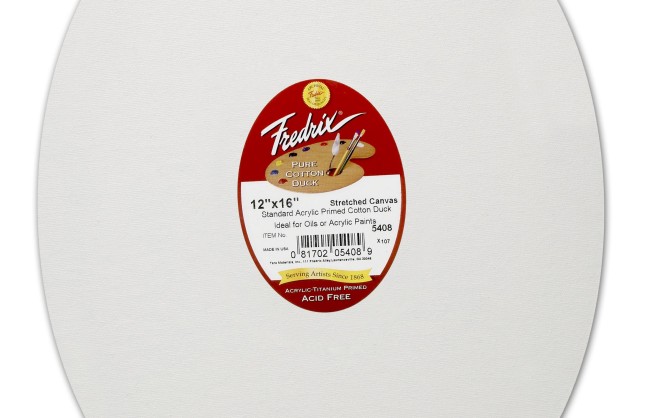 Fredrix®
PURE
COTTON
DUCK
12"x16" Stretched Canvas
Standard Acrylic Primed Cotton Duck
Ideal for Oils or Acrylic Paints
ITEM No. 5408
MADE IN USA X107
0 81702 05408 9
Serving Artists Since 1868
ACRYLIC-TITANIUM PRIMED
ACID FREE